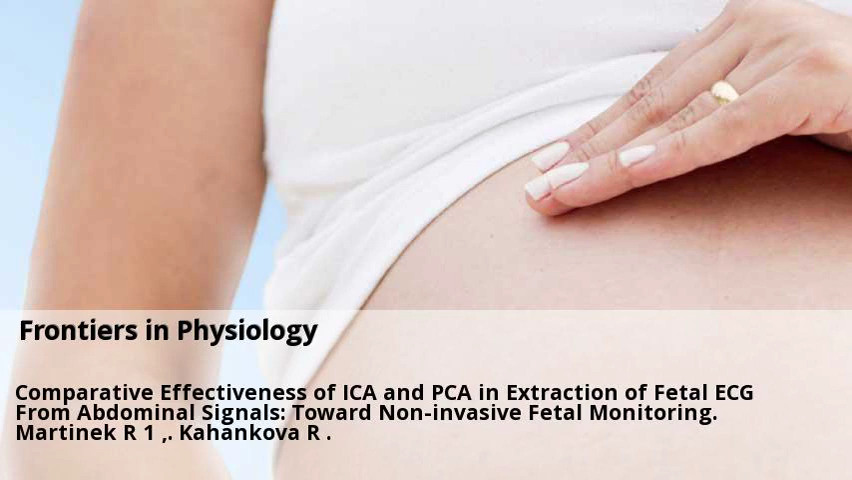 Frontiers in Physiology
Comparative Effectiveness of ICA and PCA in Extraction of Fetal ECG
From Abdominal Signals: Toward Non-invasive Fetal Monitoring.
Martinek R 1 ,. Kahankova R .